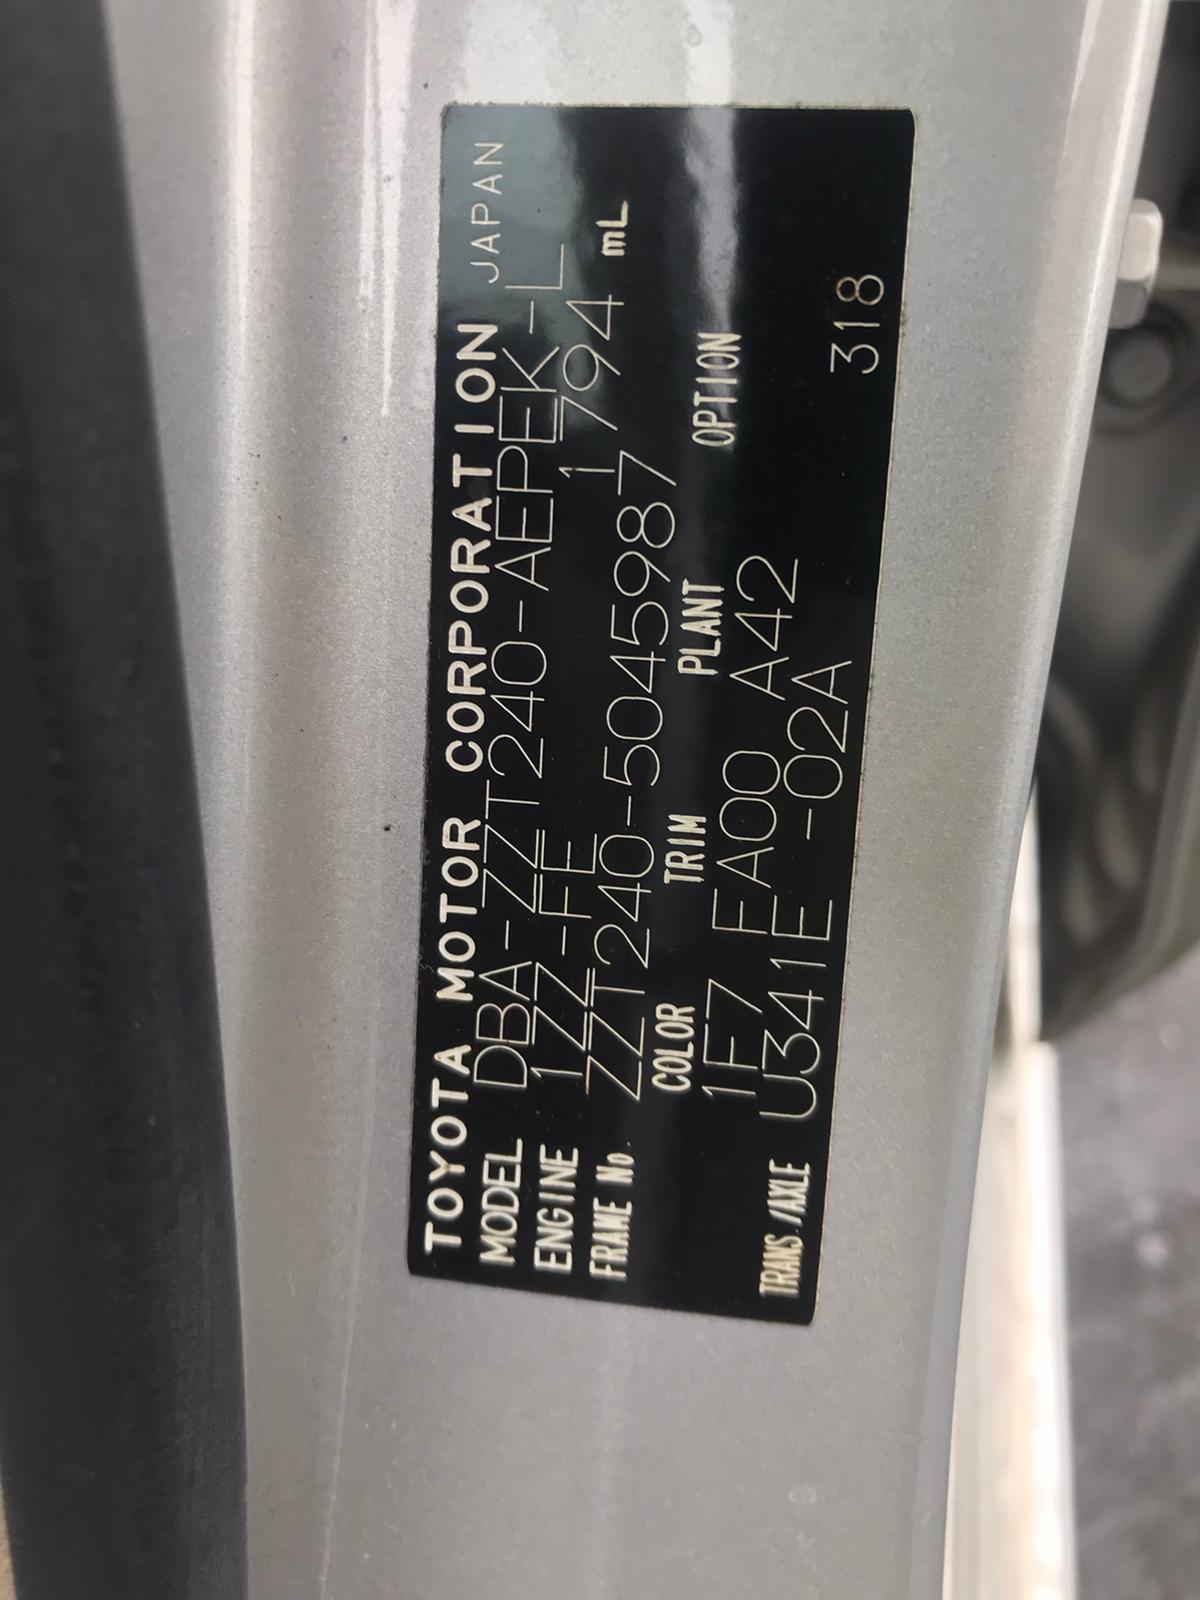 TOYOTA MOTOR CORPORATION JAPAN
MODEL DBA-ZZT240-AEPEK-L
ENGINE 1ZZ-FE 1794 mL
FRAME No. ZZT240-5045987
COLOR TRIM PLANT OPTION
1F7 FA00 A42
TRANS./AXLE U341E -02A 318